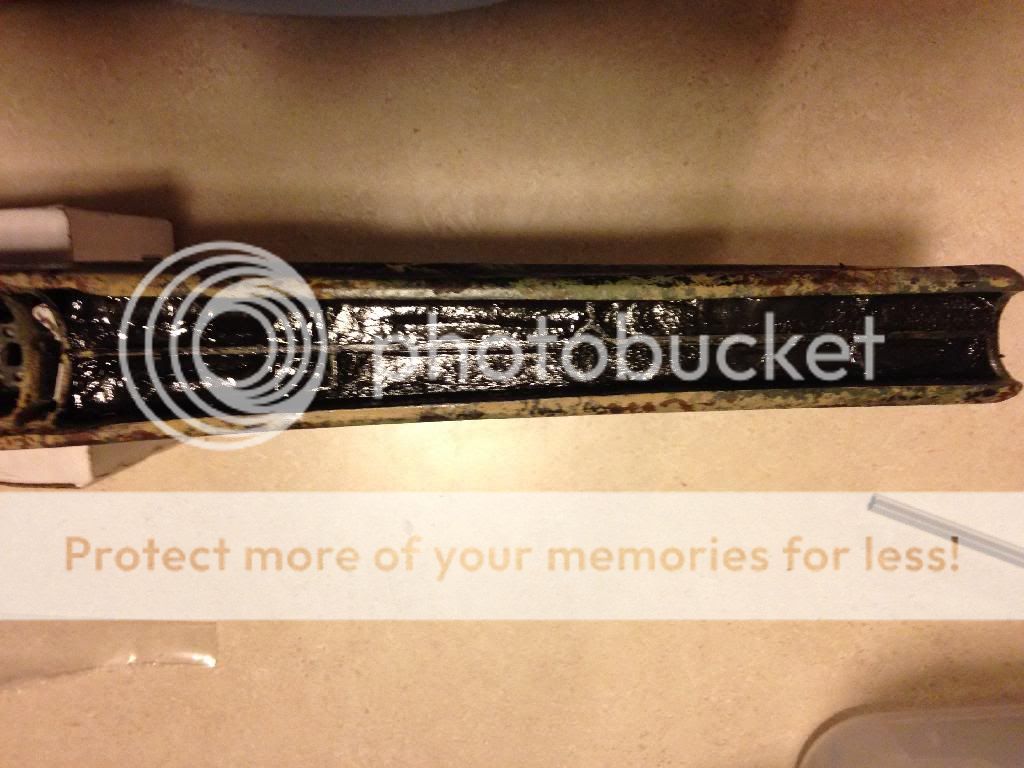 photobucket
Protect more of your memories for less!